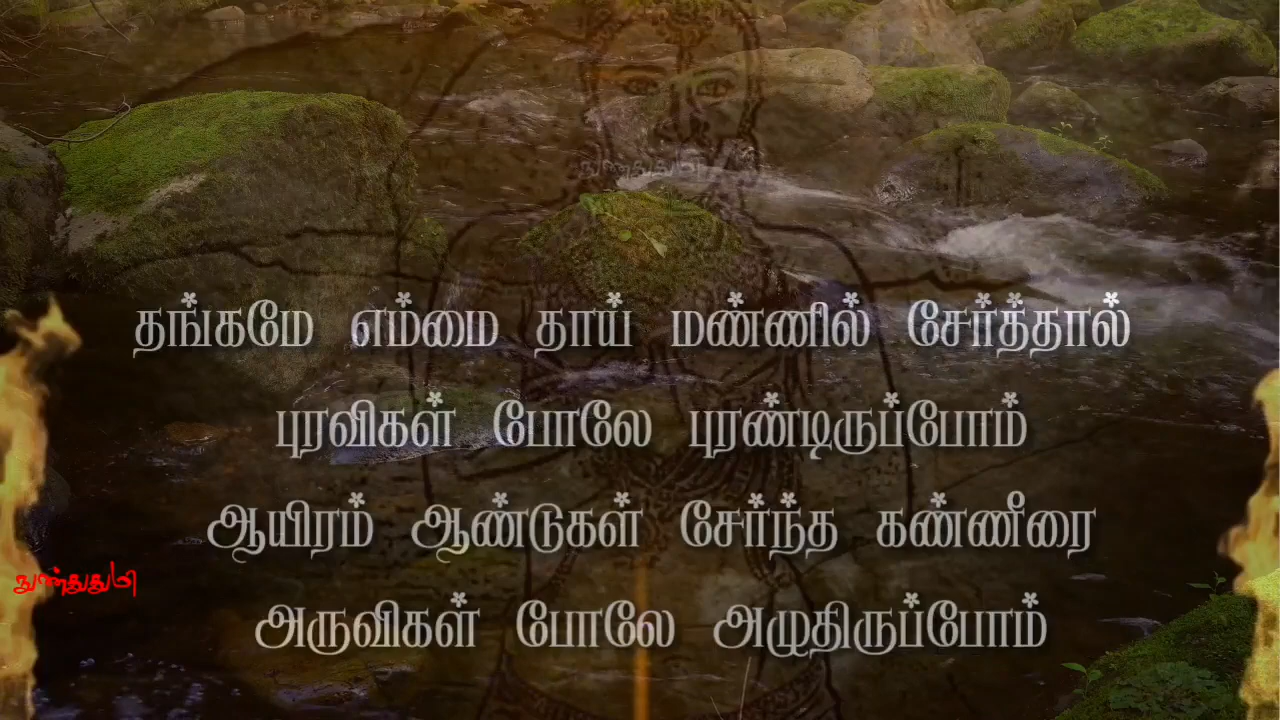 தங்கமே எம்மை தாய் மண்ணில் சேர்த்தால்
புரவிகள் போலே புரண்டிருப்போம்
ஆயிரம் ஆண்டுகள் சேர்ந்த கண்ணீரை
நுண்துதுமி
அருவிகள் போலே அழுதிருப்போம்